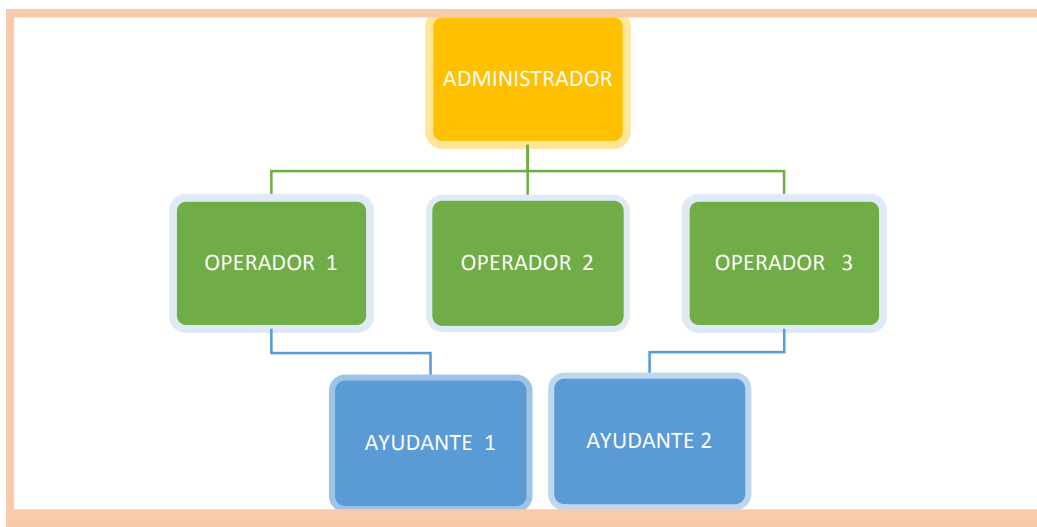 ADMINISTRADOR
OPERADOR 1
OPERADOR 2
OPERADOR 3
AYUDANTE 1
AYUDANTE 2